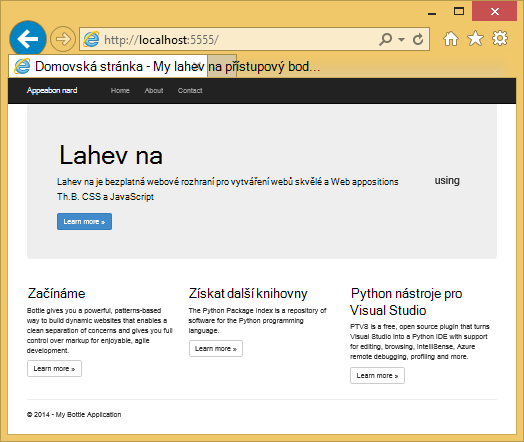 http://localhost:5555/
Domovská stránka - My lahev na přístupový bod...
Appeabon nard Home About Contact
Lahev na
Lahev na je bezplatná webové rozhraní pro vytváření webů skvělé a Web appositions
Th.B. CSS a JavaScript
using
Learn more »
Začínáme
Bottle gives you a powerful, patterns-based
way to build dynamic websites that enables a
clean separation of concerns and gives you full
control over markup for enjoyable, agile
development.
Learn more »
Získat další knihovny
The Python Package Index is a repository of
software for the Python programming
language.
Learn more »
Python nástroje pro
Visual Studio
PTVS is a free, open source plugin that turns
Visual Studio into a Python IDE with support
for editing, browsing, IntelliSense, Azure
remote debugging, profiling and more.
Learn more »
© 2014 - My Bottle Application